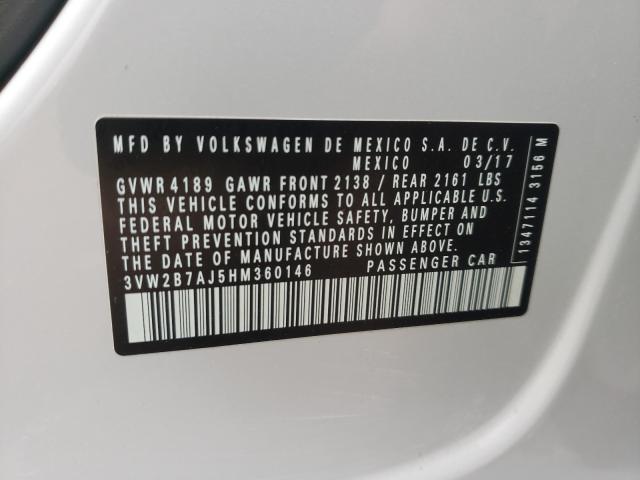 MFD BY VOLKSWAGEN DE MEXICO S.A. DE C.V.
MEXICO 03/17
GVWR 4189 GAWR FRONT 2138 / REAR 2161 LBS
THIS VEHICLE CONFORMS TO ALL APPLICABLE U.S.
FEDERAL MOTOR VEHICLE SAFETY, BUMPER AND
THEFT PREVENTION STANDARDS IN EFFECT ON
THE DATE OF MANUFACTURE SHOWN ABOVE.
3VW2B7AJ5HM360146 PASSENGER CAR
1347114 3156 M